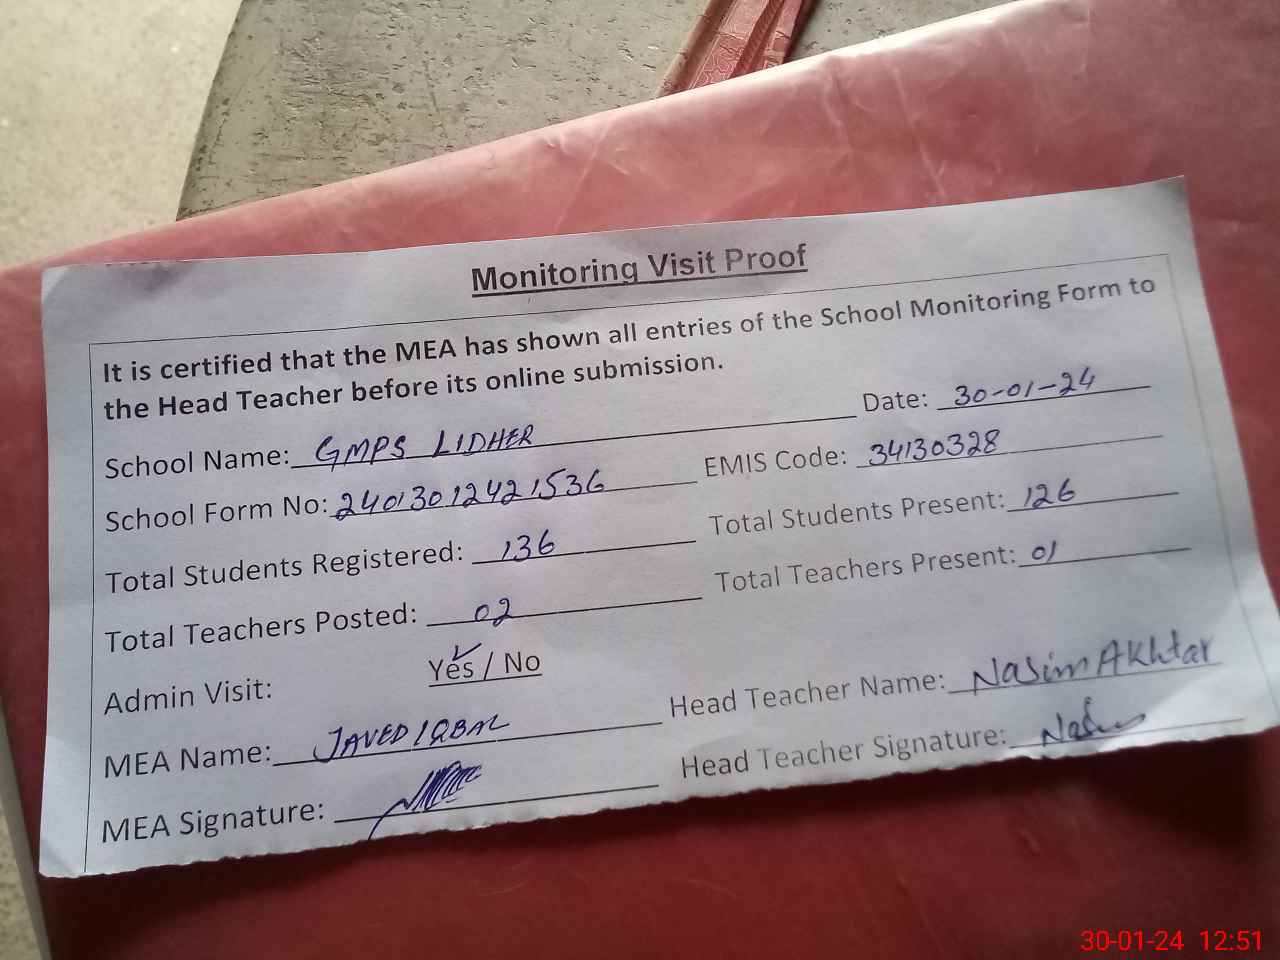 Monitoring Visit Proof
It is certified that the MEA has shown all entries of the School Monitoring Form to
the Head Teacher before its online submission.
School Name: GMPS LIDHER Date: 30-01-24
School Form No: 24013012421536 EMIS Code: 34130328
Total Students Registered: 136 Total Students Present: 126
Total Teachers Posted: 02 Total Teachers Present: 01
Admin Visit: Yes / No
MEA Name: JAVED IQBAL Head Teacher Name: Nasim Akhtar
MEA Signature: Head Teacher Signature:
30-01-24 12:51